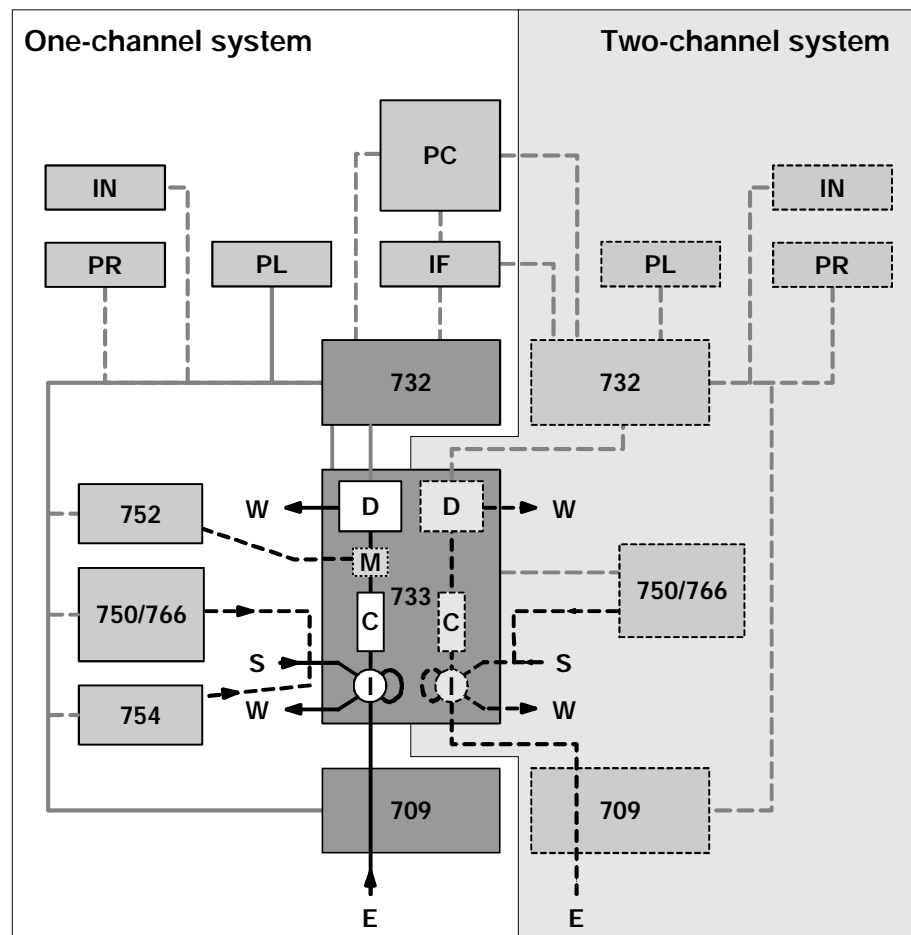 One-channel system
Two-channel system
PC
IN
IN
PR
PL
IF
PL
PR
732
732
752
W
D
D
W
M
750/766
733
750/766
C
C
S
S
I
I
754
W
W
709
709
E
E